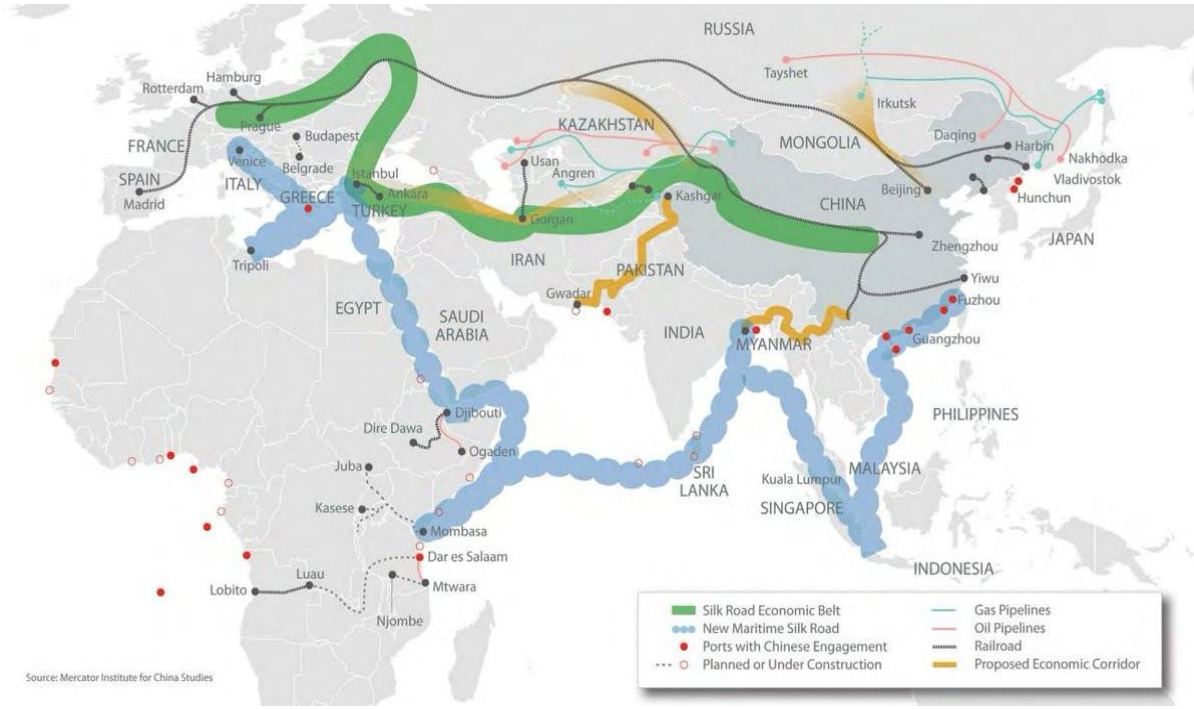 RUSSIA
Hamburg
Rotterdam
Tayshet
Irkutsk
Prague
KAZAKHSTAN
MONGOLIA
Daqing
Harbin
FRANCE
Budapest
Venice
Belgrade
Usan
Nakhodka
SPAIN
ITALY
Istanbul
Angren
Vladivostok
Madrid
GREECE
Ankara
Kashgar
Beijing
Hunchun
TURKEY
Gorgan
CHINA
Tripoli
IRAN
PAKISTAN
Zhengzhou
JAPAN
Gwadar
Yiwu
EGYPT
SAUDI
ARABIA
INDIA
MYANMAR
Fuzhou
Guangzhou
Djibouti
PHILIPPINES
Dire Dawa
Ogaden
Juba
SRI
LANKA
Kuala Lumpur
MALAYSIA
Kasese
SINGAPORE
Mombasa
Dar es Salaam
INDONESIA
Luau
Lobito
Mtwara
Njombe
Silk Road Economic Belt
New Maritime Silk Road
Ports with Chinese Engagement
Planned or Under Construction
Gas Pipelines
Oil Pipelines
Railroad
Proposed Economic Corridor
Source: Mercator Institute for China Studies